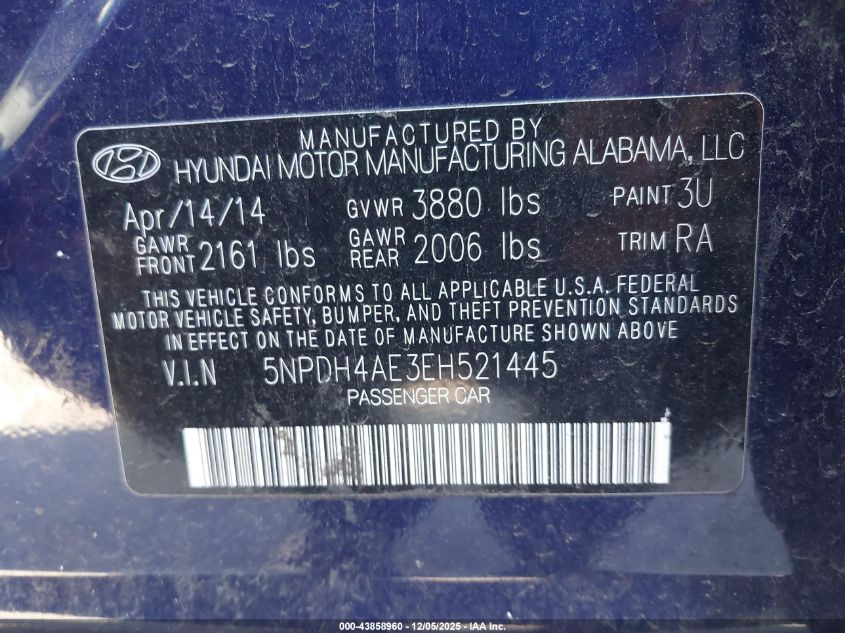 MANUFACTURED BY
HYUNDAI MOTOR MANUFACTURING ALABAMA, LLC
Apr/14/14 GVWR 3880 lbs PAINT 3U
GAWR FRONT 2161 lbs GAWR REAR 2006 lbs TRIM RA
THIS VEHICLE CONFORMS TO ALL APPLICABLE U.S.A. FEDERAL
MOTOR VEHICLE SAFETY, BUMPER, AND THEFT PREVENTION STANDARDS
IN EFFECT ON THE DATE OF MANUFACTURE SHOWN ABOVE
V.I.N 5NPDH4AE3EH521445
PASSENGER CAR
000-43858960 - 12/05/2025 - IAA Inc.